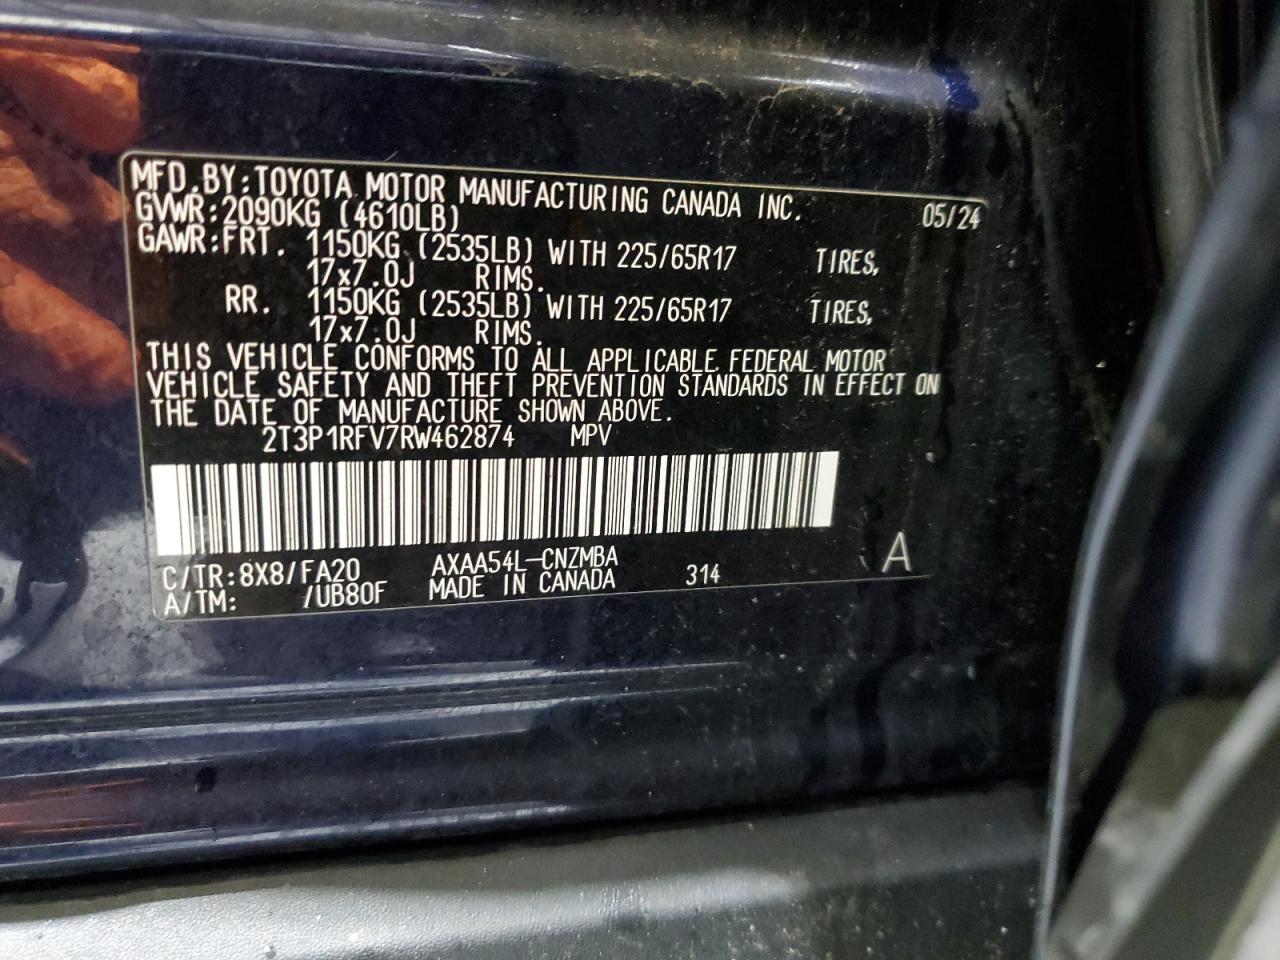 MFD.BY:TOYOTA MOTOR MANUFACTURING CANADA INC. 05/24
GVWR:2090KG (4610LB)
GAWR:FRT. 1150KG (2535LB) WITH 225/65R17 TIRES,
17x7.0J RIMS.
RR. 1150KG (2535LB) WITH 225/65R17 TIRES,
17x7.0J RIMS.
THIS VEHICLE CONFORMS TO ALL APPLICABLE FEDERAL MOTOR
VEHICLE SAFETY AND THEFT PREVENTION STANDARDS IN EFFECT ON
THE DATE OF MANUFACTURE SHOWN ABOVE.
2T3P1RFV7RW462874 MPV
C/TR:8X8/FA20 AXAA54L-CNZMBA
A/TM: /UB80F MADE IN CANADA 314 A